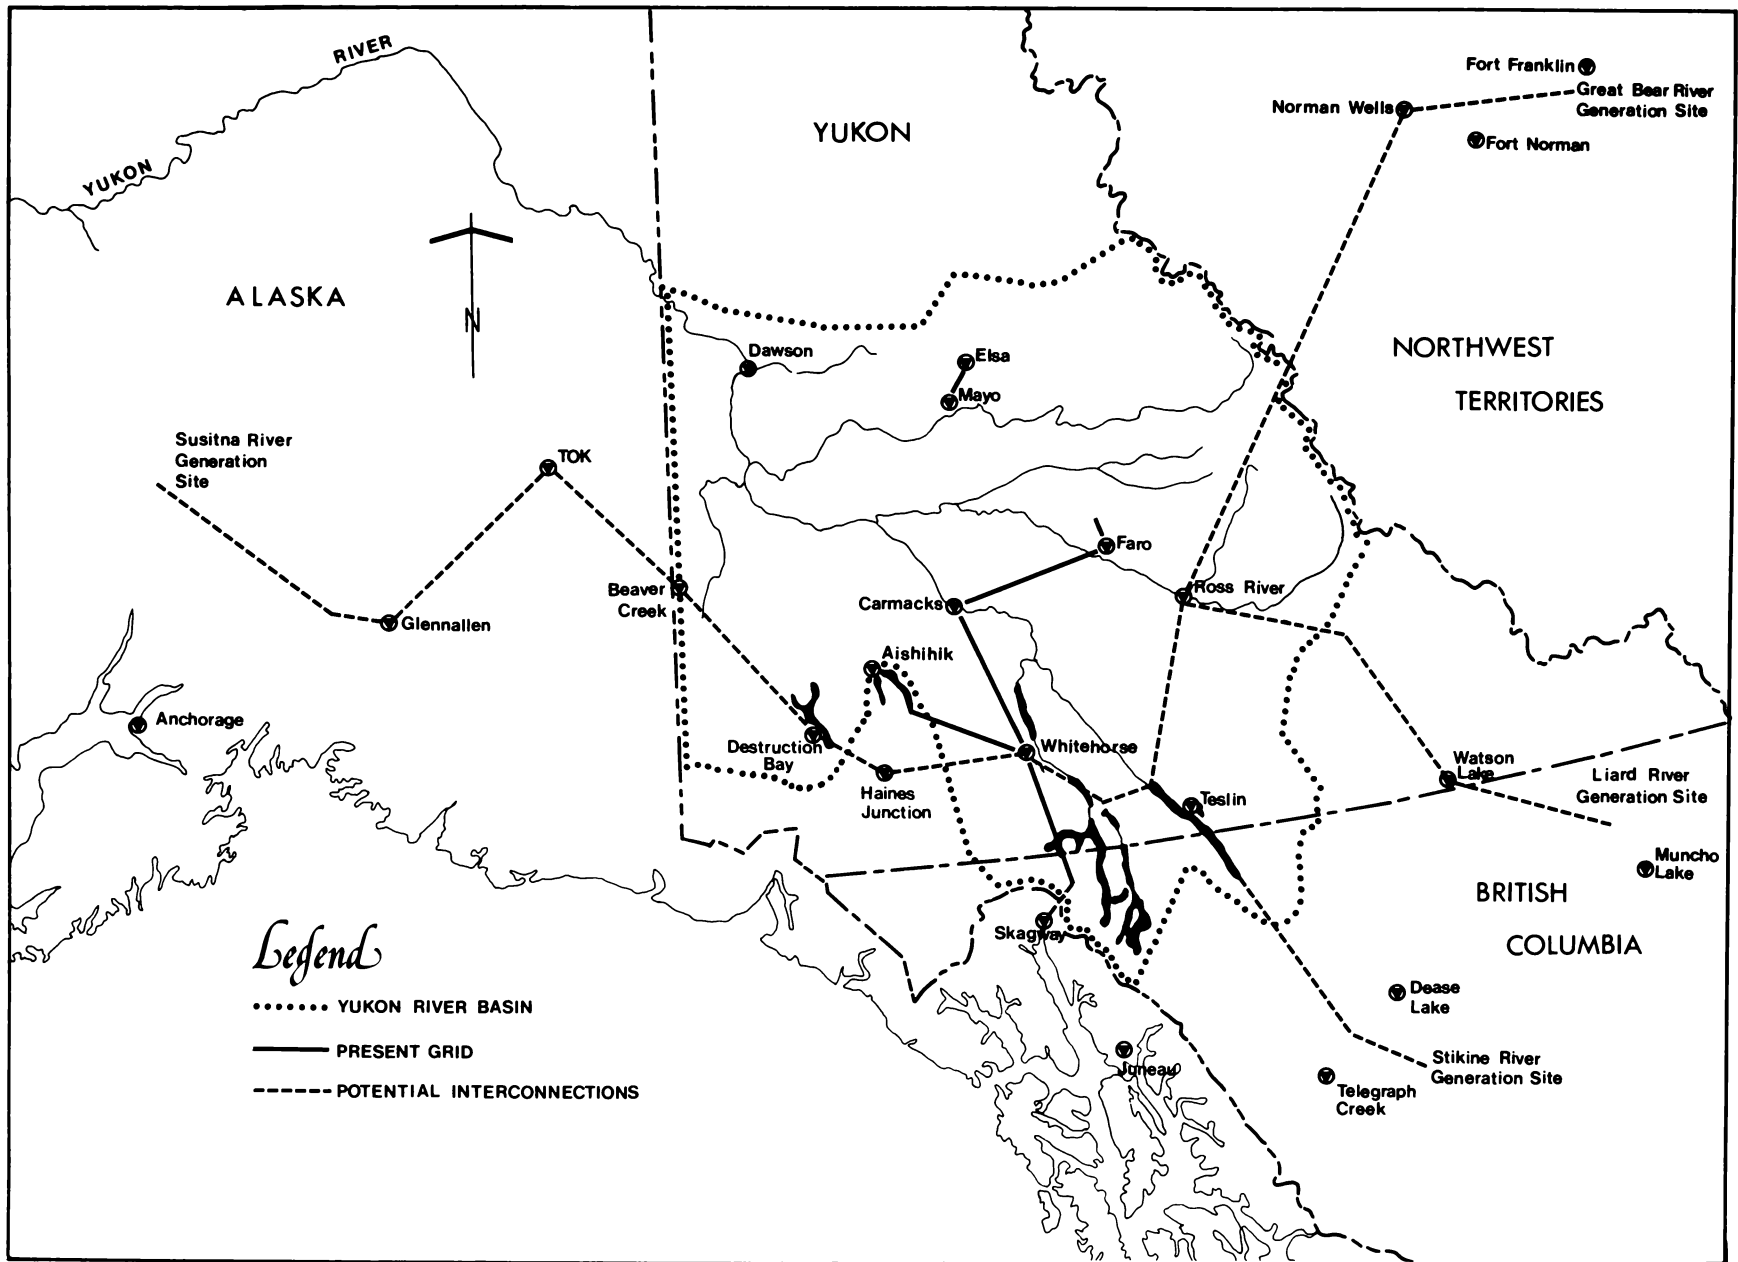 RIVER
YUKON
YUKON
Fort Franklin
Great Bear River
Generation Site
Norman Wells
Fort Norman
ALASKA
N
NORTHWEST
TERRITORIES
Dawson
Elsa
Mayo
Susitna River
Generation
Site
TOK
Faro
Beaver
Creek
Ross River
Carmacks
Glennallen
Aishihik
Anchorage
Destruction
Bay
Whitehorse
Haines
Junction
Teslin
Watson
Lake
Liard River
Generation Site
Muncho
Lake
BRITISH
COLUMBIA
Skagway
Dease
Lake
Juneau
Stikine River
Generation Site
Telegraph
Creek
Legend
YUKON RIVER BASIN
PRESENT GRID
POTENTIAL INTERCONNECTIONS